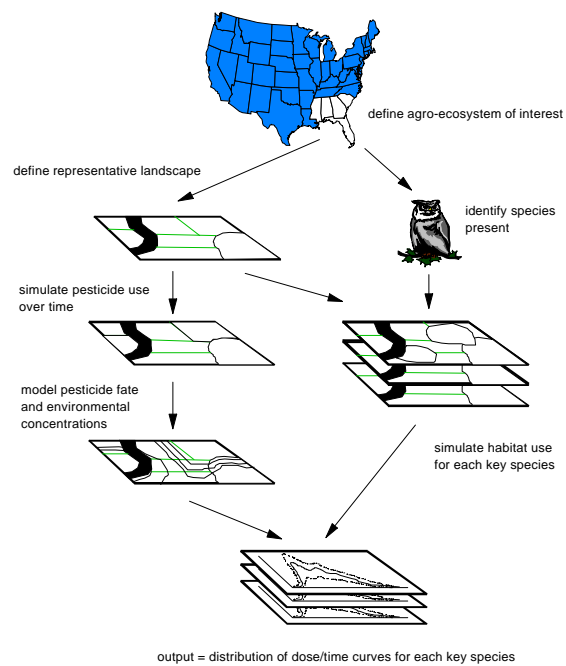 define agro-ecosystem of interest
define representative landscape
identify species
present
simulate pesticide use
over time
model pesticide fate
and environmental
concentrations
simulate habitat use
for each key species
output = distribution of dose/time curves for each key species